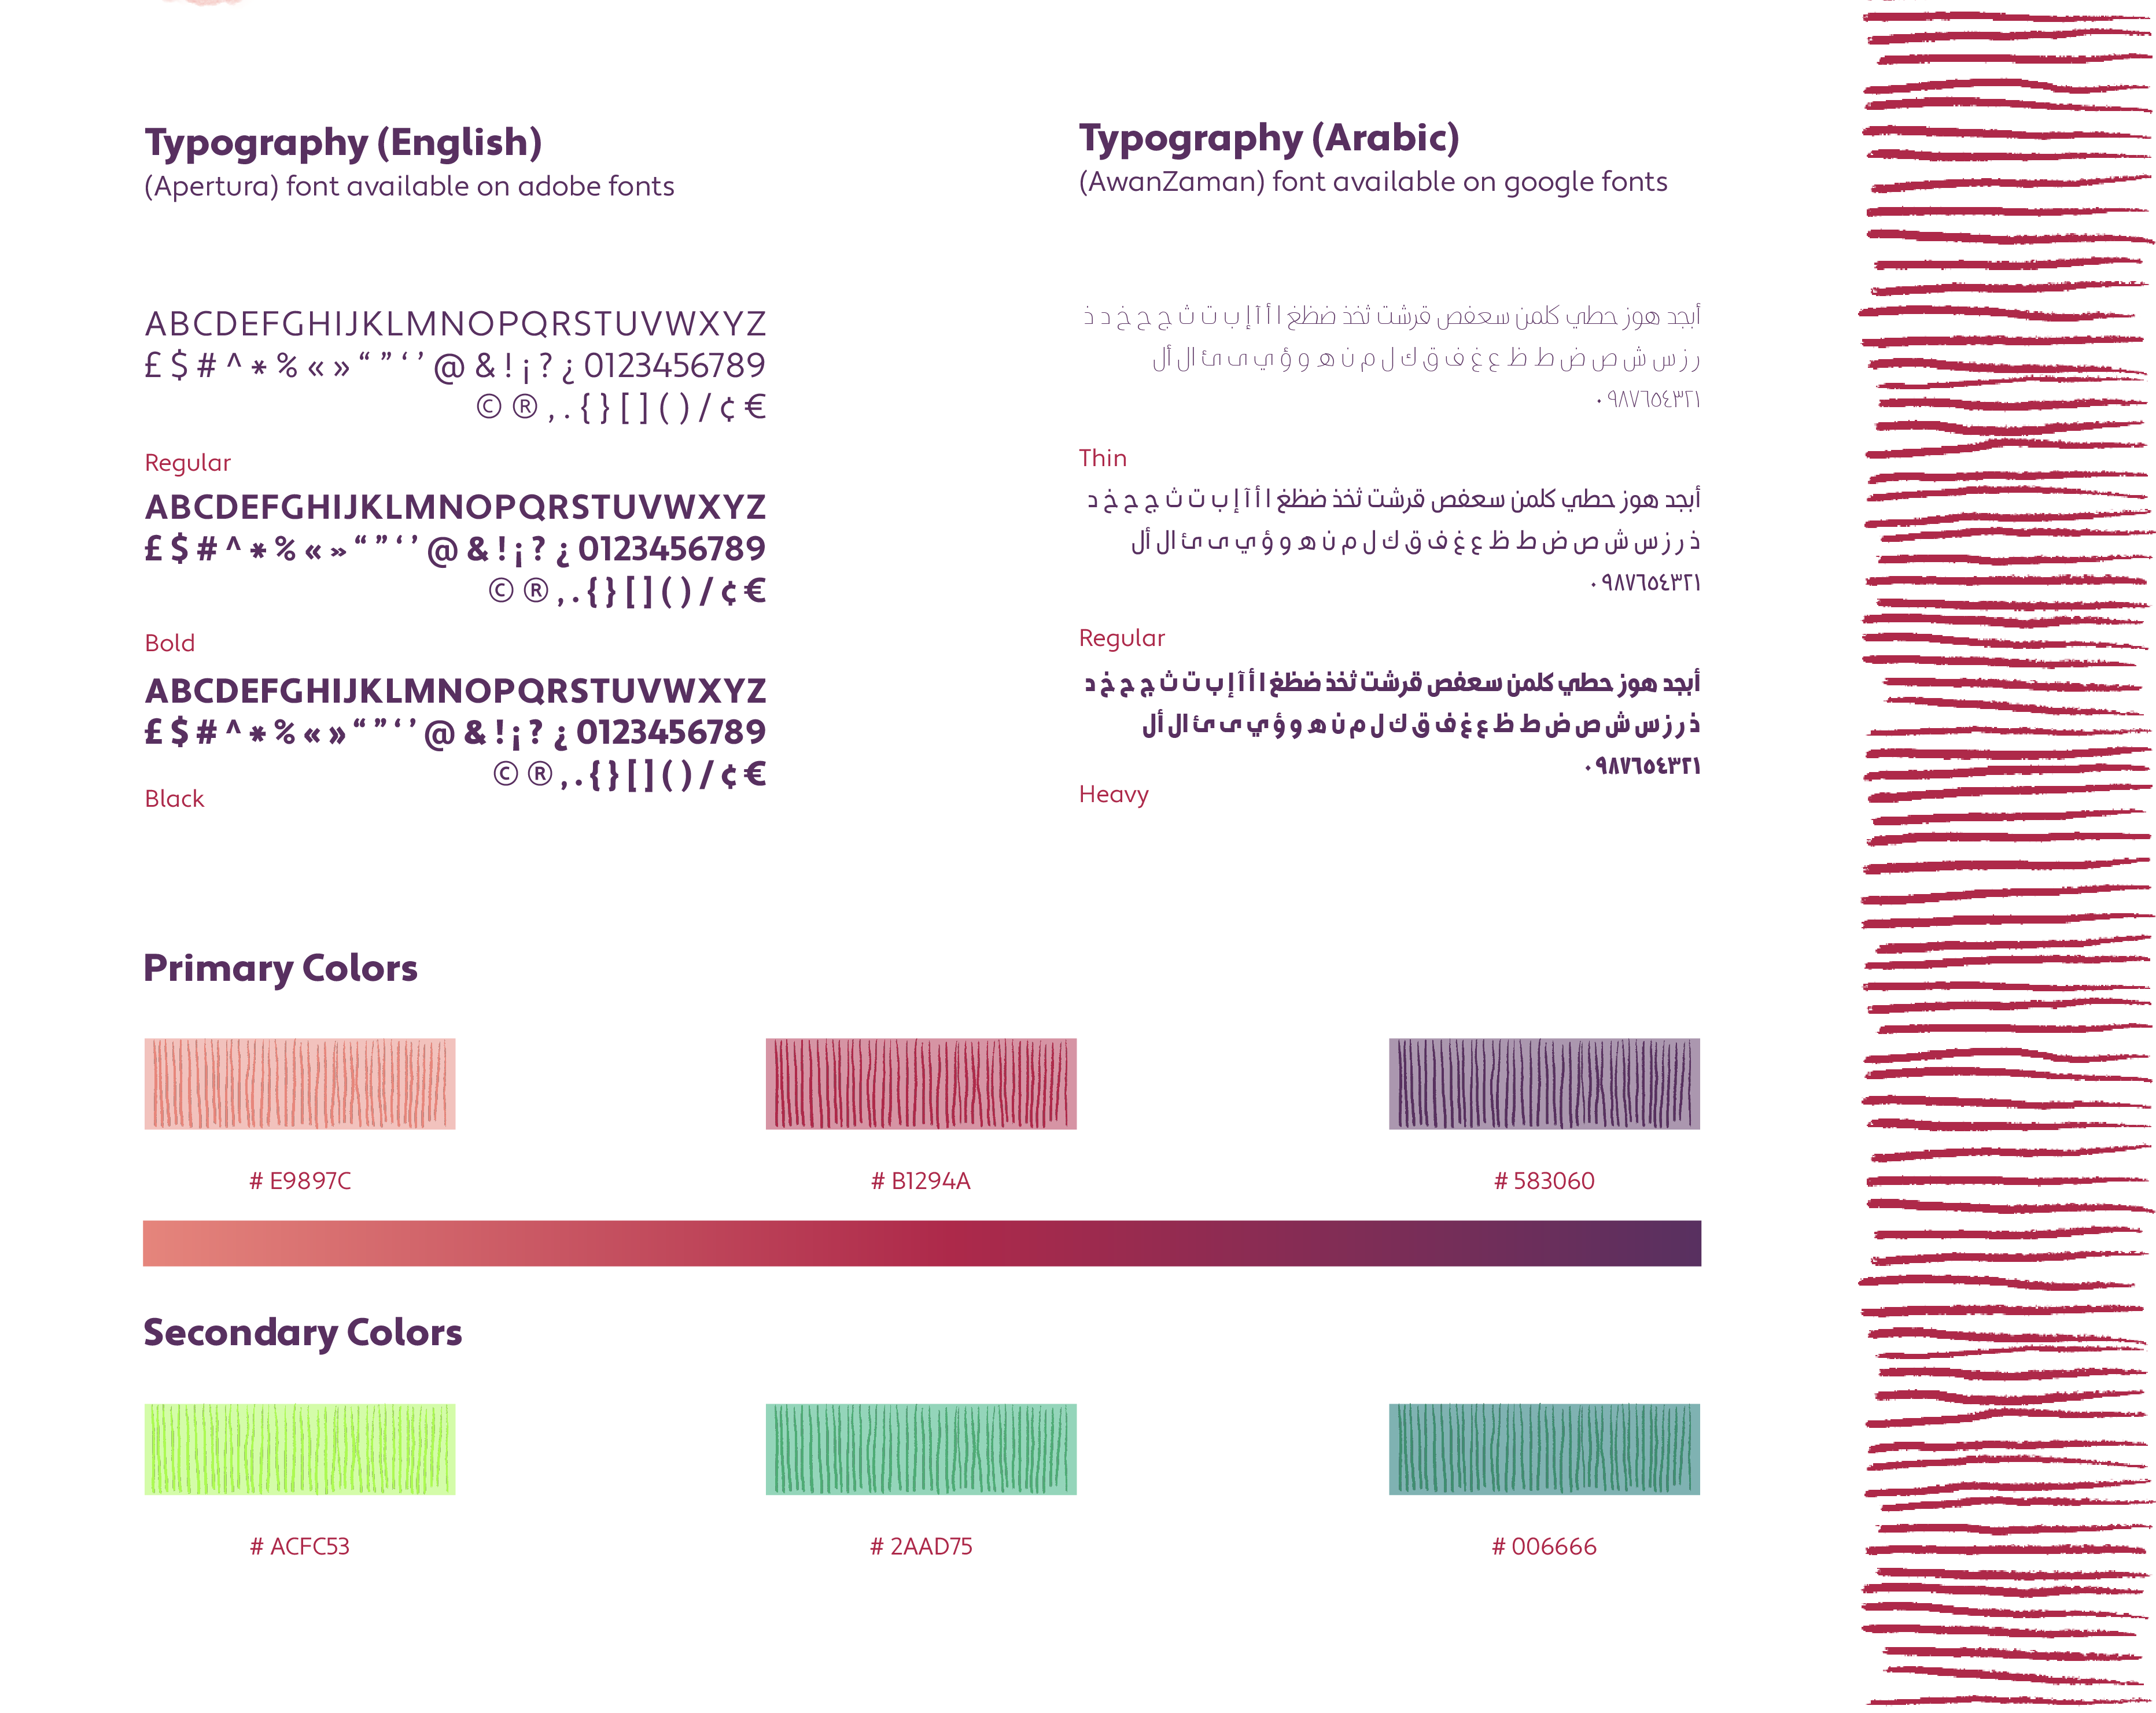 Typography (English)
(Apertura) font available on adobe fonts
ABCDEFGHIJKLMNOPQRSTUVWXYZ
£ $ # ^ * % « » “ ” ‘ ’ @ & ! ¡ ? ¿ 0123456789
© ® , . { } [ ] ( ) / ¢ €
Regular
ABCDEFGHIJKLMNOPQRSTUVWXYZ
£ $ # ^ * % « » “ ” ‘ ’ @ & ! ¡ ? ¿ 0123456789
© ® , . { } [ ] ( ) / ¢ €
Bold
ABCDEFGHIJKLMNOPQRSTUVWXYZ
£ $ # ^ * % « » “ ” ‘ ’ @ & ! ¡ ? ¿ 0123456789
© ® , . { } [ ] ( ) / ¢ €
Black
Typography (Arabic)
(AwanZaman) font available on google fonts
أبجد هوز حطي كلمن سعفص قرشت ثخذ ضظغ ا أ آ إ ب ت ث ج ح خ د ذ
ر ز س ش ص ض ط ظ ع غ ف ق ك ل م ن ه و ؤ ي ى ئ ال أل
١٢٣٤٥٦٧٨٩٠
Thin
أبجد هوز حطي كلمن سعفص قرشت ثخذ ضظغ ا أ آ إ ب ت ث ج ح خ د
ذ ر ز س ش ص ض ط ظ ع غ ف ق ك ل م ن ه و ؤ ي ى ئ ال أل
١٢٣٤٥٦٧٨٩٠
Regular
أبجد هوز حطي كلمن سعفص قرشت ثخذ ضظغ ا أ آ إ ب ت ث ج ح خ د
ذ ر ز س ش ص ض ط ظ ع غ ف ق ك ل م ن ه و ؤ ي ى ئ ال أل
١٢٣٤٥٦٧٨٩٠
Heavy
Primary Colors
# E9897C
# B1294A
# 583060
Secondary Colors
# ACFC53
# 2AAD75
# 006666